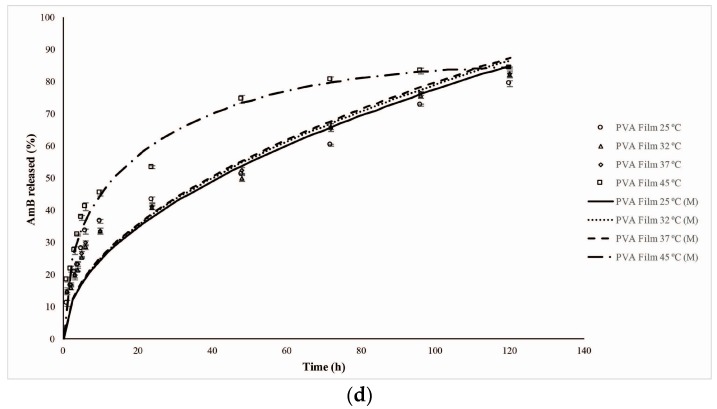 100
90
80
70
60
50
40
30
20
10
0
AmB released (%)
0 20 40 60 80 100 120 140
Time (h)
PVA Film 25 ºC
PVA Film 32 ºC
PVA Film 37 ºC
PVA Film 45 ºC
PVA Film 25 ºC (M)
PVA Film 32 ºC (M)
PVA Film 37 ºC (M)
PVA Film 45 ºC (M)
(d)